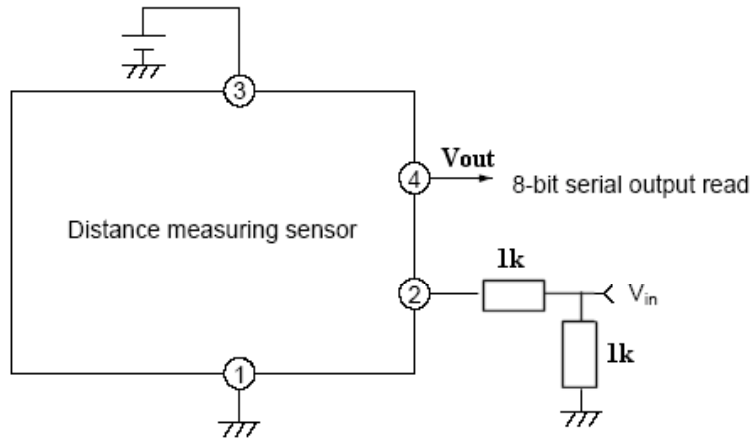 3
Vout
4
8-bit serial output read
Distance measuring sensor
1k
2
Vin
1k
1